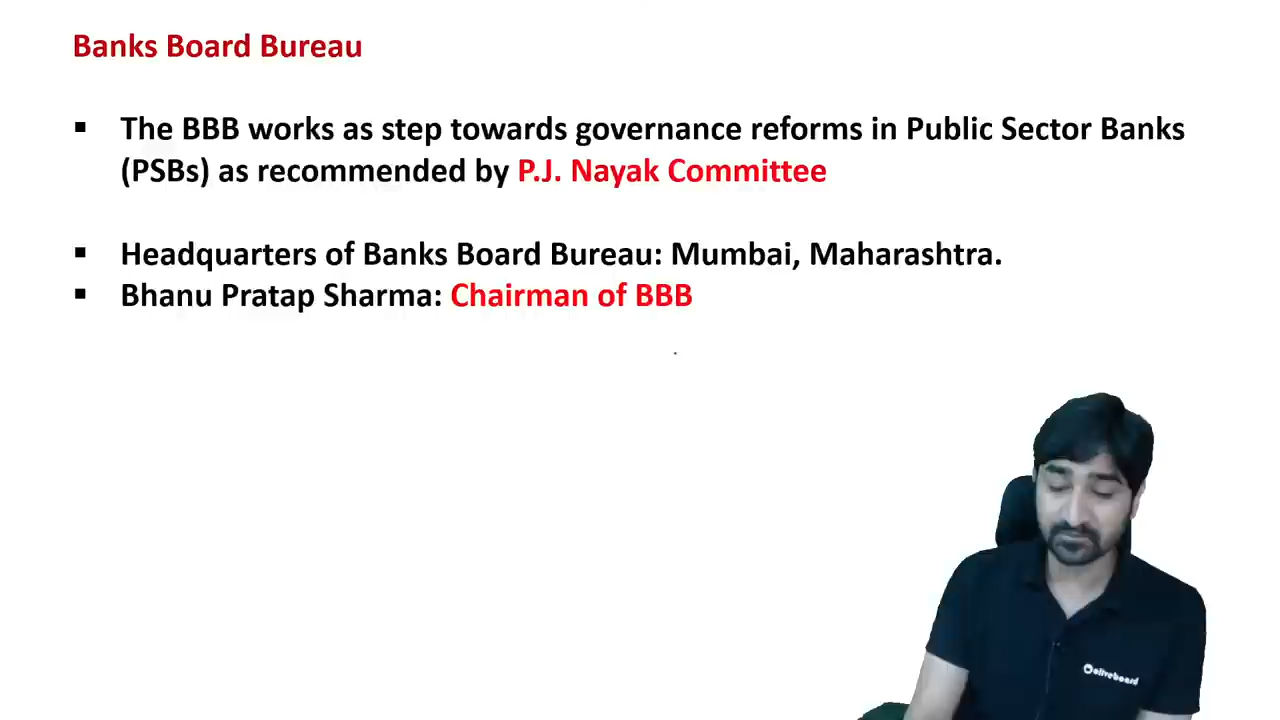 Banks Board Bureau
▪ The BBB works as step towards governance reforms in Public Sector Banks
(PSBs) as recommended by P.J. Nayak Committee
▪ Headquarters of Banks Board Bureau: Mumbai, Maharashtra.
▪ Bhanu Pratap Sharma: Chairman of BBB
oliveboard